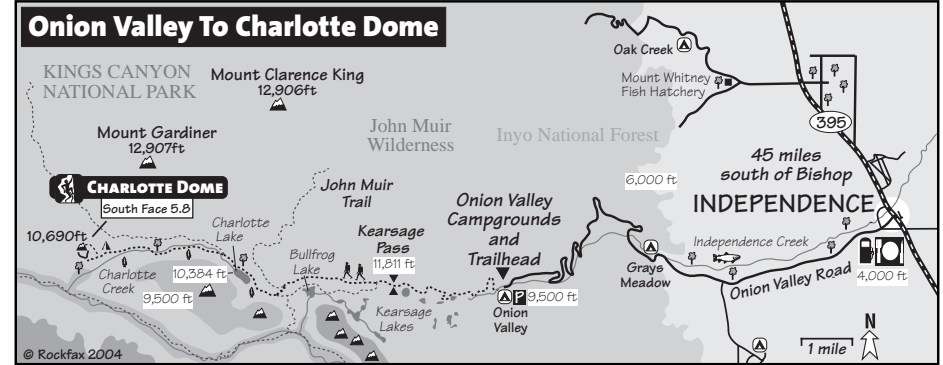 Onion Valley To Charlotte Dome
KINGS CANYON
NATIONAL PARK
Mount Clarence King
12,906ft
Mount Gardiner
12,907ft
CHARLOTTE DOME
South Face 5.8
10,690ft
Charlotte
Creek
9,500 ft
10,384 ft
Charlotte
Lake
John Muir
Wilderness
John Muir
Trail
Bullfrog
Lake
Kearsage
Pass
11,811 ft
Kearsage
Lakes
Inyo National Forest
Onion Valley
Campgrounds
and
Trailhead
P
9,500 ft
Onion
Valley
Oak Creek
Mount Whitney
Fish Hatchery
6,000 ft
395
45 miles
south of Bishop
INDEPENDENCE
Independence Creek
Grays
Meadow
Onion Valley Road
4,000 ft
N
1 mile
© Rockfax 2004